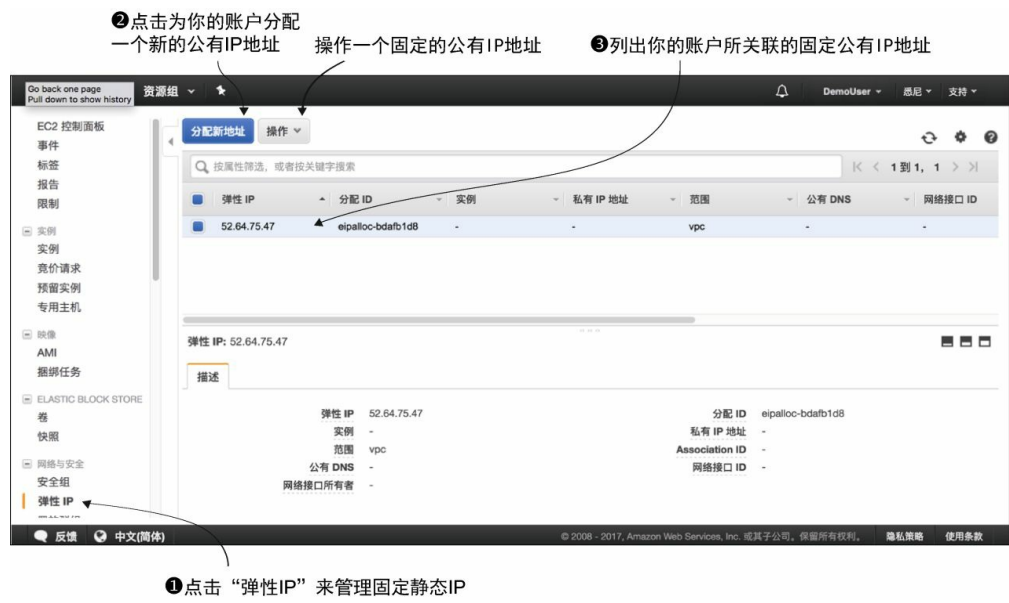 ❷点击为你的账户分配
一个新的公有IP地址
操作一个固定的公有IP地址
❸列出你的账户所关联的固定公有IP地址
Go back one page
Pull down to show history
资源组
DemoUser
悉尼
支持
EC2 控制面板
事件
标签
报告
限制
实例
实例
竞价请求
预留实例
专用主机
映像
AMI
捆绑任务
ELASTIC BLOCK STORE
卷
快照
网络与安全
安全组
弹性 IP
分配新地址 操作
按属性筛选，或者按关键字搜索
1 到 1， 1
弹性 IP 分配 ID 实例 私有 IP 地址 范围 公有 DNS 网络接口 ID
52.64.75.47 eipalloc-bdafb1d8 - - vpc - -
弹性 IP: 52.64.75.47
描述
弹性 IP 52.64.75.47 分配 ID eipalloc-bdafb1d8
实例 - 私有 IP 地址 -
范围 vpc Association ID -
公有 DNS - 网络接口 ID -
网络接口所有者 -
反馈 中文(简体) © 2008 - 2017, Amazon Web Services, Inc. 或其子公司。保留所有权利。 隐私策略 使用条款
❶点击“弹性IP”来管理固定静态IP